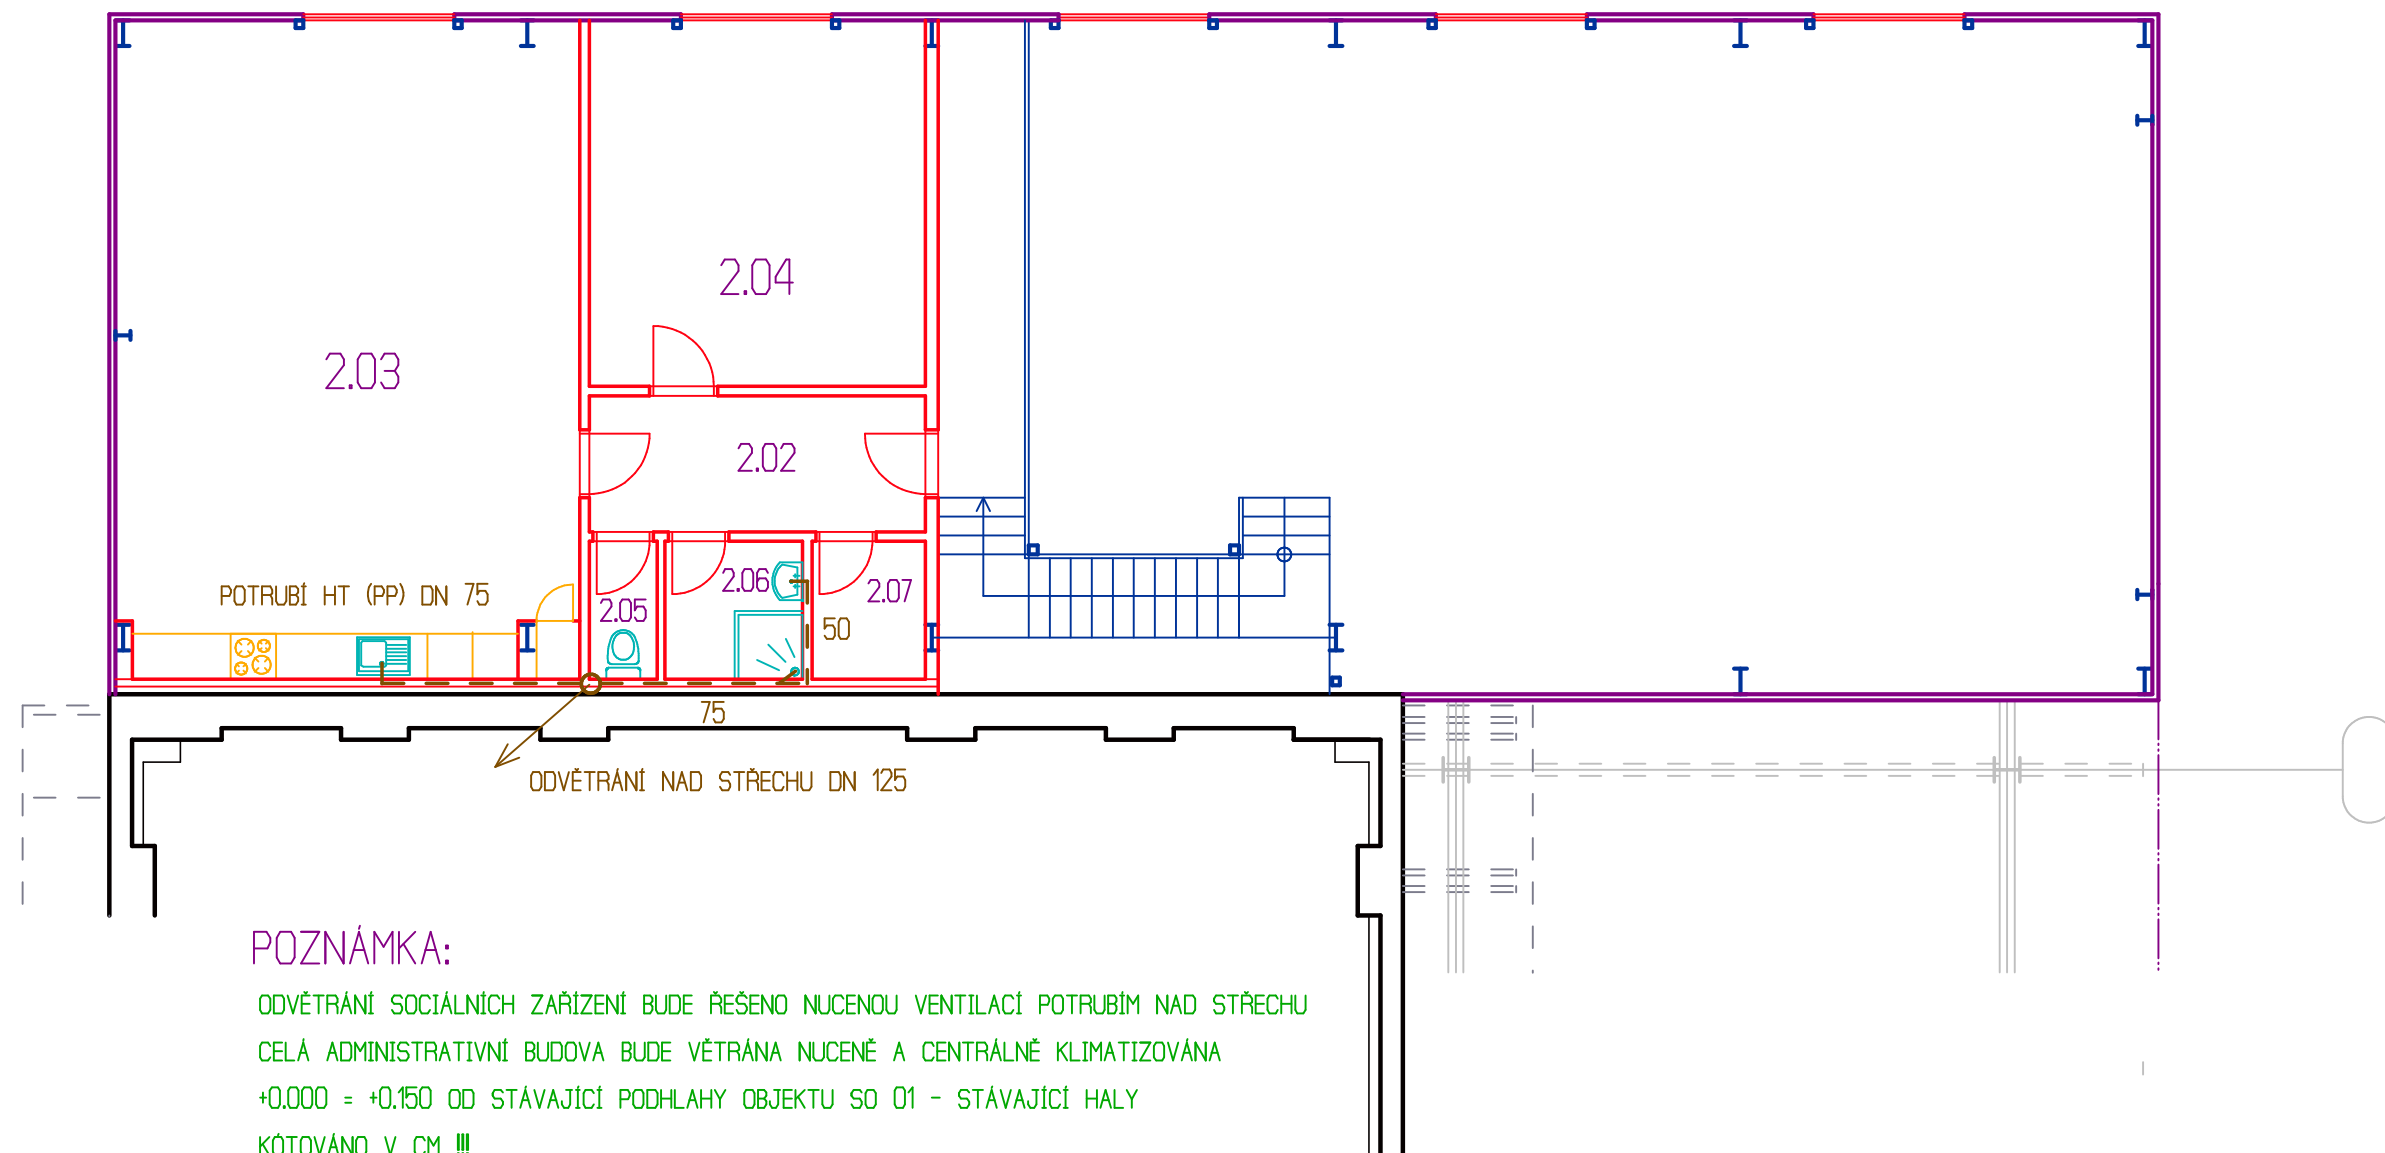 2.04
2.03
2.02
2.06
2.07
POTRUBÍ HT (PP) DN 75
2.05
50
75
ODVĚTRÁNÍ NAD STŘECHU DN 125
POZNÁMKA:
ODVĚTRÁNÍ SOCIÁLNÍCH ZAŘÍZENÍ BUDE ŘEŠENO NUCENOU VENTILACÍ POTRUBÍM NAD STŘECHU
CELÁ ADMINISTRATIVNÍ BUDOVA BUDE VĚTRÁNA NUCENĚ A CENTRÁLNĚ KLIMATIZOVÁNA
+0.000 = +0.150 OD STÁVAJÍCÍ PODHLAHY OBJEKTU SO 01 - STÁVAJÍCÍ HALY
KÓTOVÁNO V CM !!!